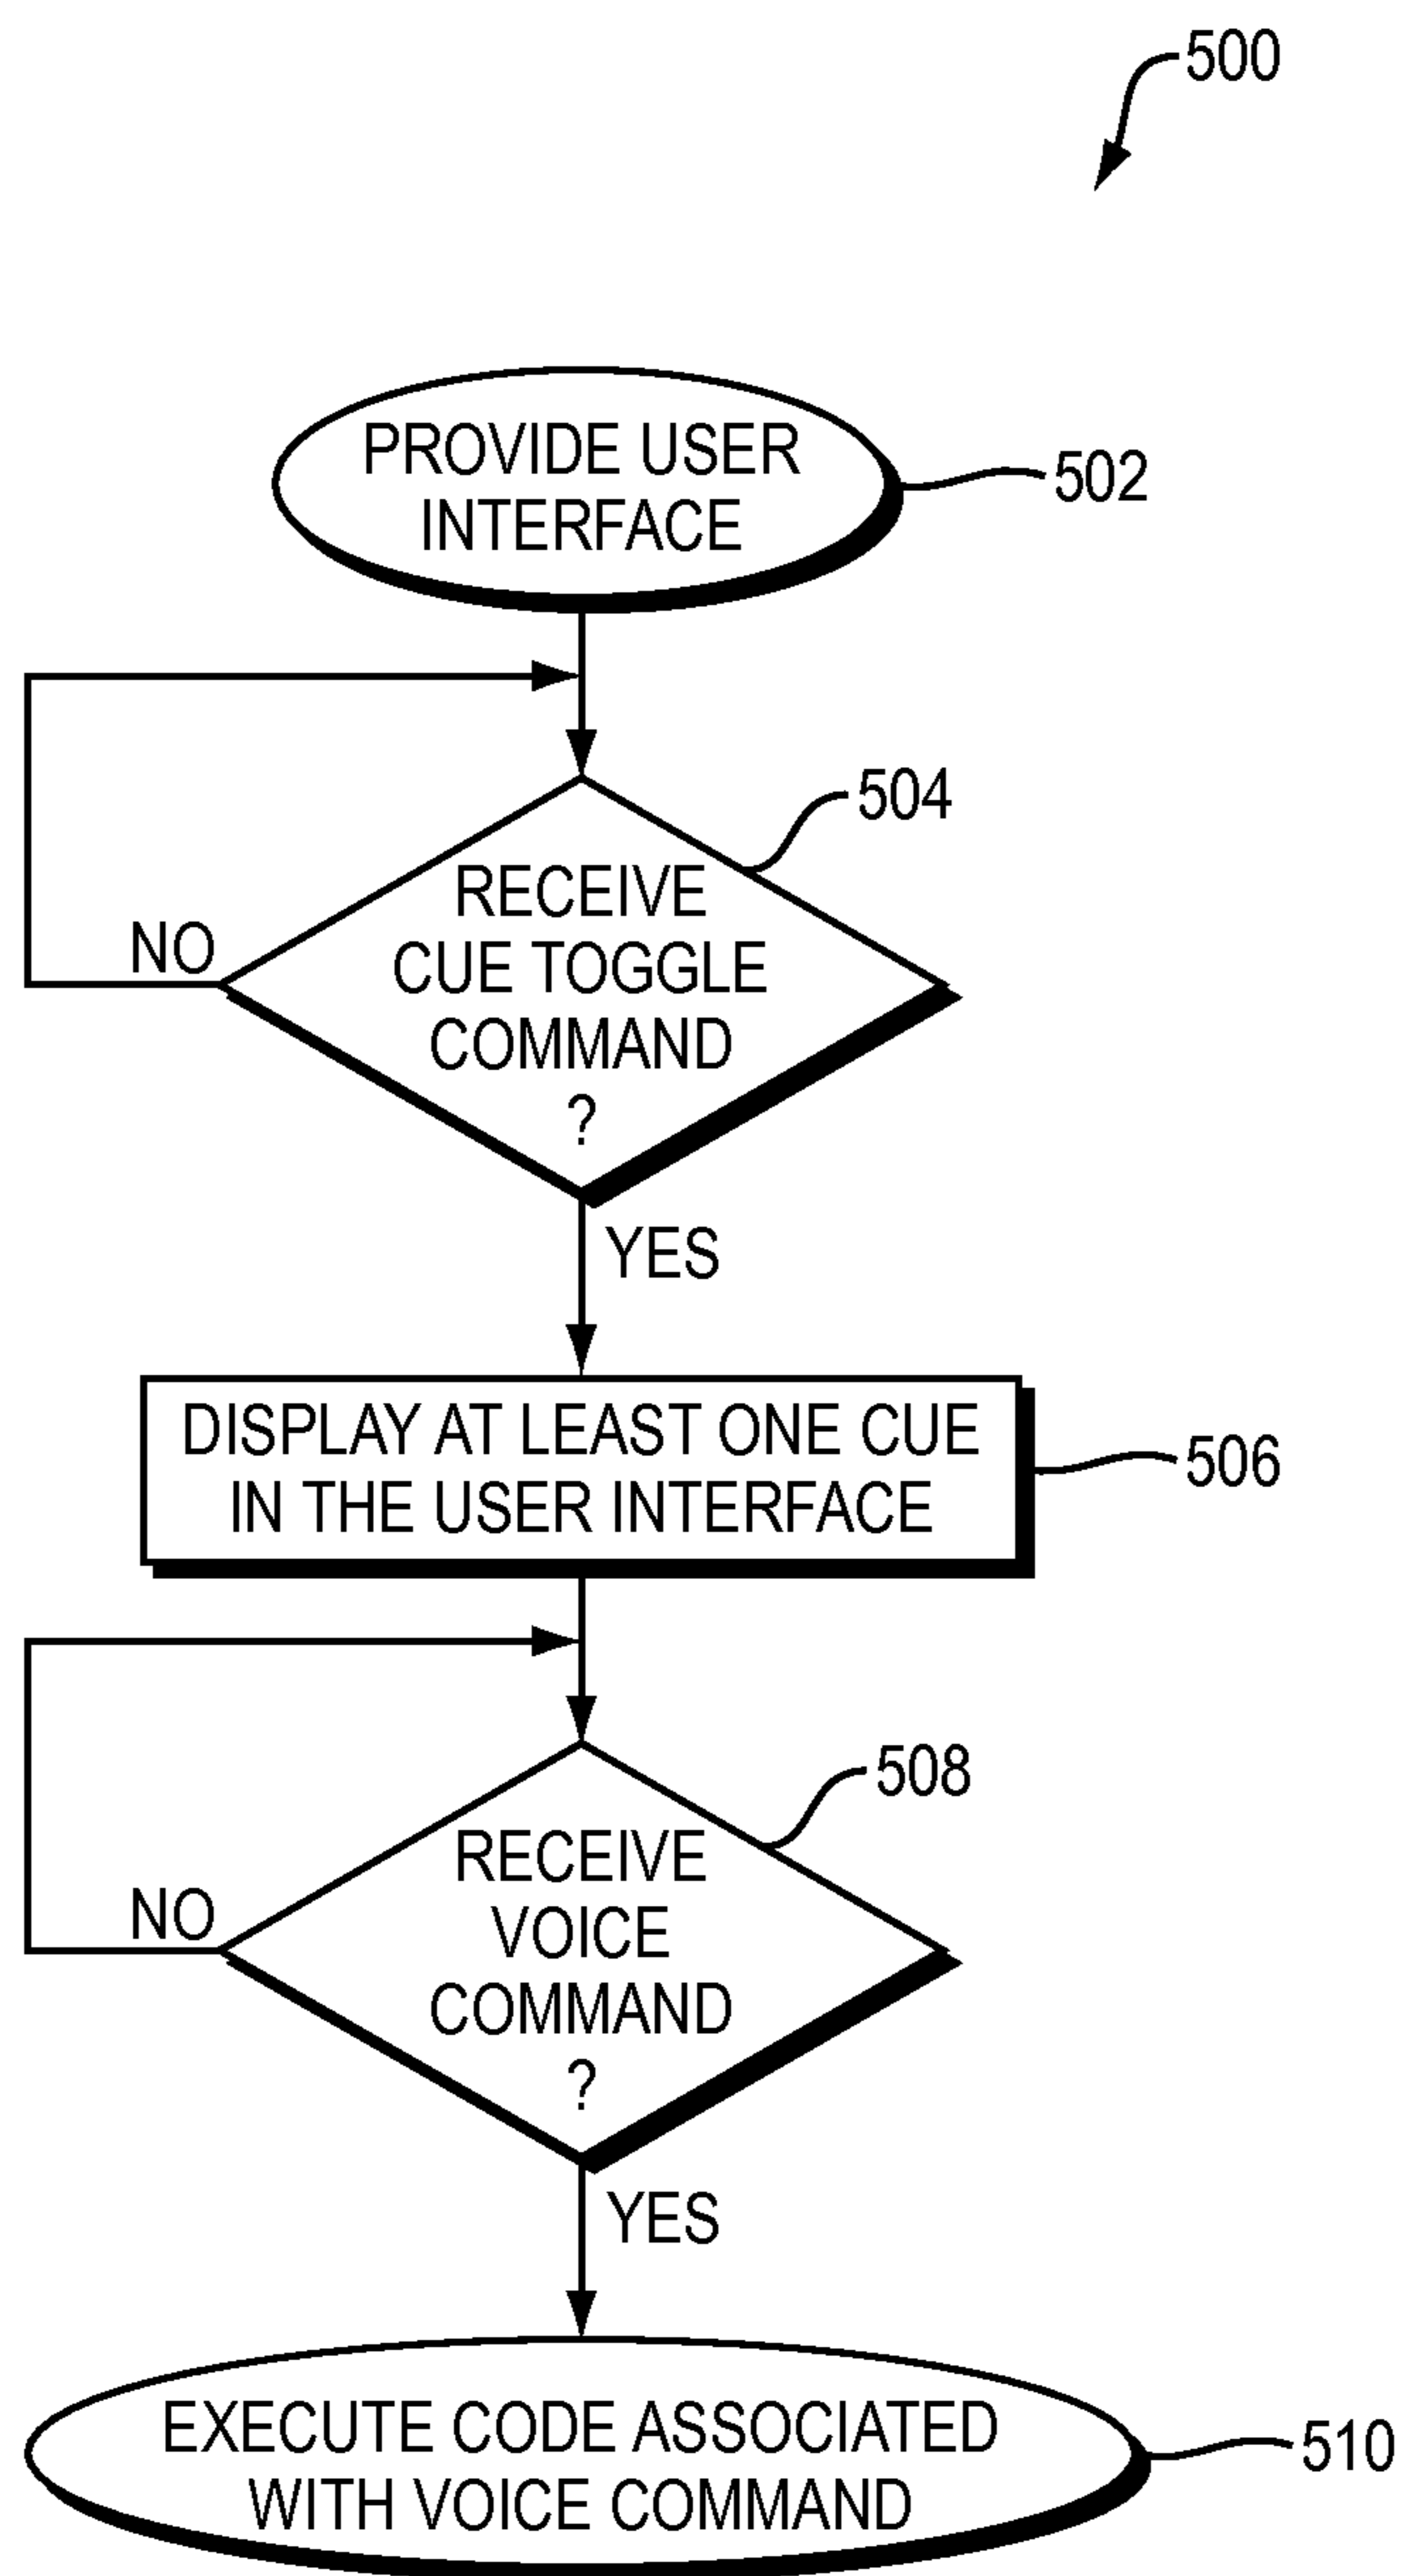 500
PROVIDE USER
INTERFACE
502
504
RECEIVE
CUE TOGGLE
COMMAND
?
NO
YES
DISPLAY AT LEAST ONE CUE
IN THE USER INTERFACE
506
508
RECEIVE
VOICE
COMMAND
?
NO
YES
EXECUTE CODE ASSOCIATED
WITH VOICE COMMAND
510